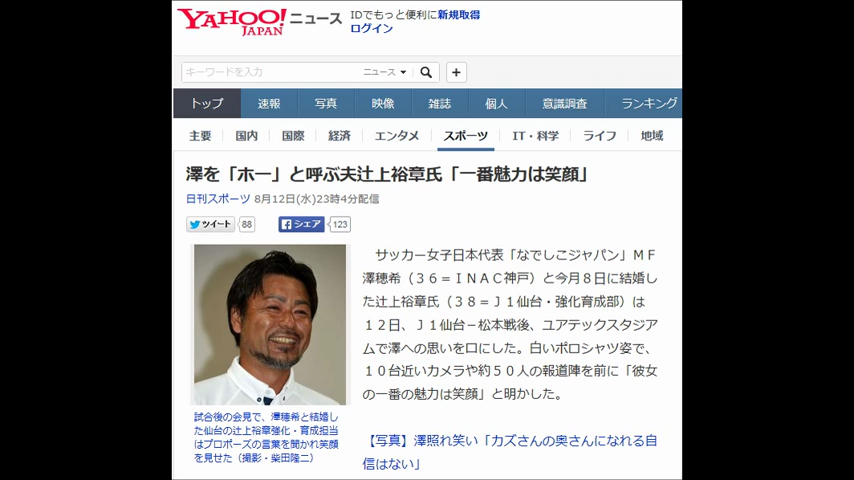 YAHOO! JAPAN ニュース
IDでもっと便利に新規取得
ログイン
キーワードを入力
ニュース
トップ 速報 写真 映像 雑誌 個人 意識調査 ランキング
主要 国内 国際 経済 エンタメ スポーツ IT・科学 ライフ 地域
澤を「ホー」と呼ぶ夫辻上裕章氏「一番魅力は笑顔」
日刊スポーツ 8月12日(水)23時4分配信
ツイート 88 シェア 123
サッカー女子日本代表「なでしこジャパン」ＭＦ
澤穂希（３６＝ＩＮＡＣ神戸）と今月８日に結婚し
た辻上裕章氏（３８＝Ｊ１仙台・強化育成部）は
１２日、Ｊ１仙台－松本戦後、ユアテックスタジア
ムで澤への思いを口にした。白いポロシャツ姿で、
１０台近いカメラや約５０人の報道陣を前に「彼女
の一番の魅力は笑顔」と明かした。
試合後の会見で、澤穂希と結婚し
た仙台の辻上裕章強化・育成担当
はプロポーズの言葉を聞かれ笑顔
を見せた（撮影・柴田隆二）
【写真】澤照れ笑い「カズさんの奥さんになれる自
信はない」